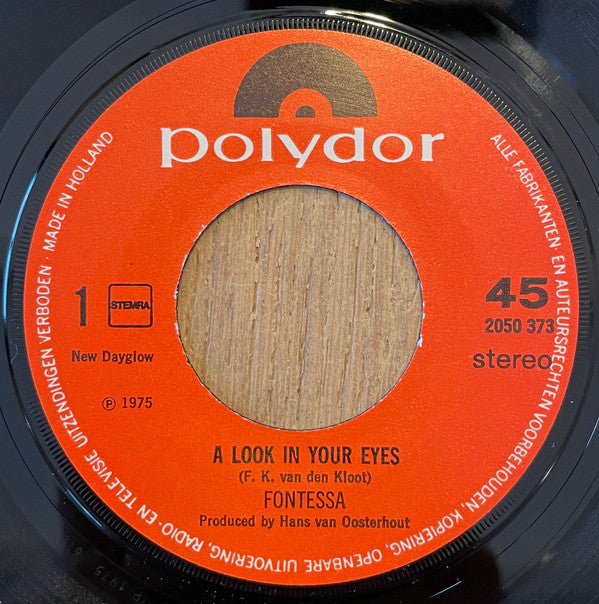 polydor
ALLE FABRIKANTEN- EN AUTEURSRECHTEN VOORBEHOUDEN, KOPIERING, OPENBARE UITVOERING, RADIO- EN TELEVISIE UITZENDINGEN VERBODEN · MADE IN HOLLAND
1
STEMRA
New Dayglow
℗ 1975
45
2050 373
stereo
A LOOK IN YOUR EYES
(F. K. van den Kloot)
FONTESSA
Produced by Hans van Oosterhout